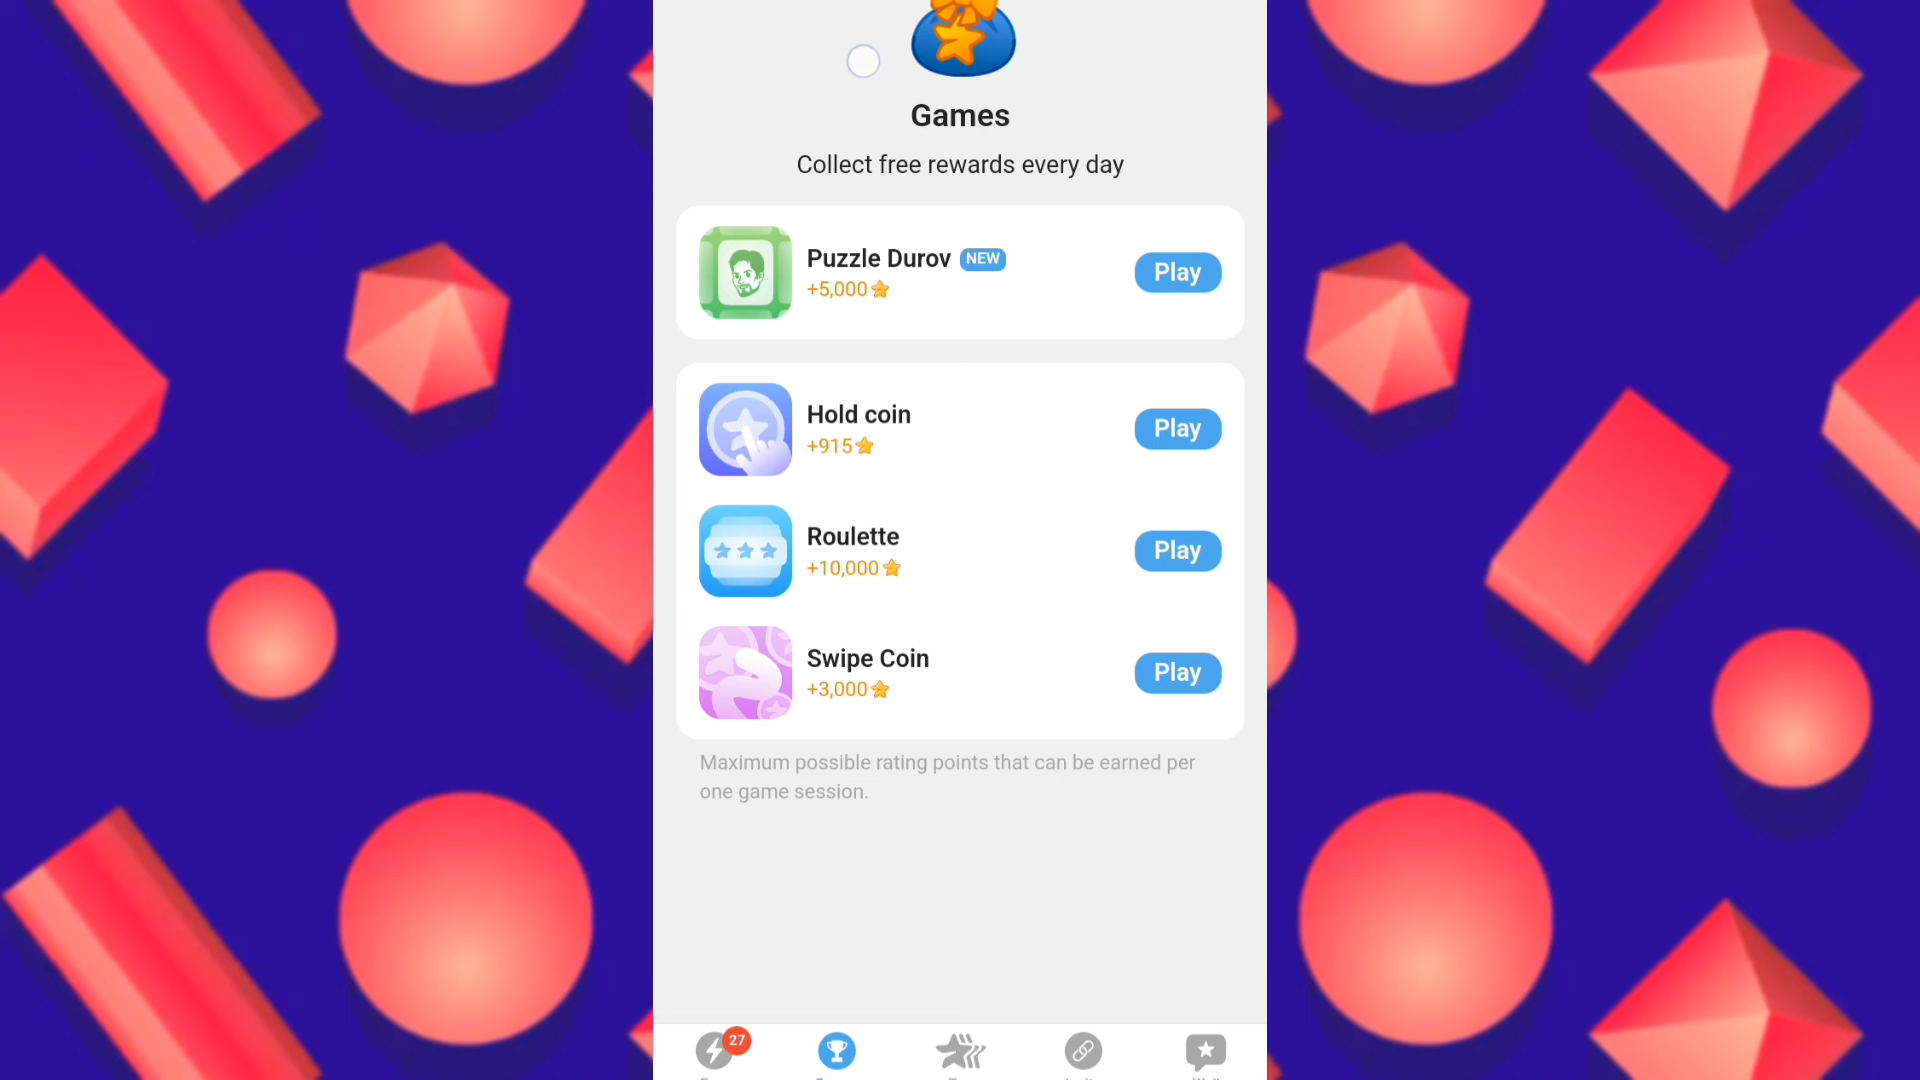 Games
Collect free rewards every day
Puzzle Durov NEW
+5,000
Play
Hold coin
+915
Play
Roulette
+10,000
Play
Swipe Coin
+3,000
Play
Maximum possible rating points that can be earned per
one game session.
27